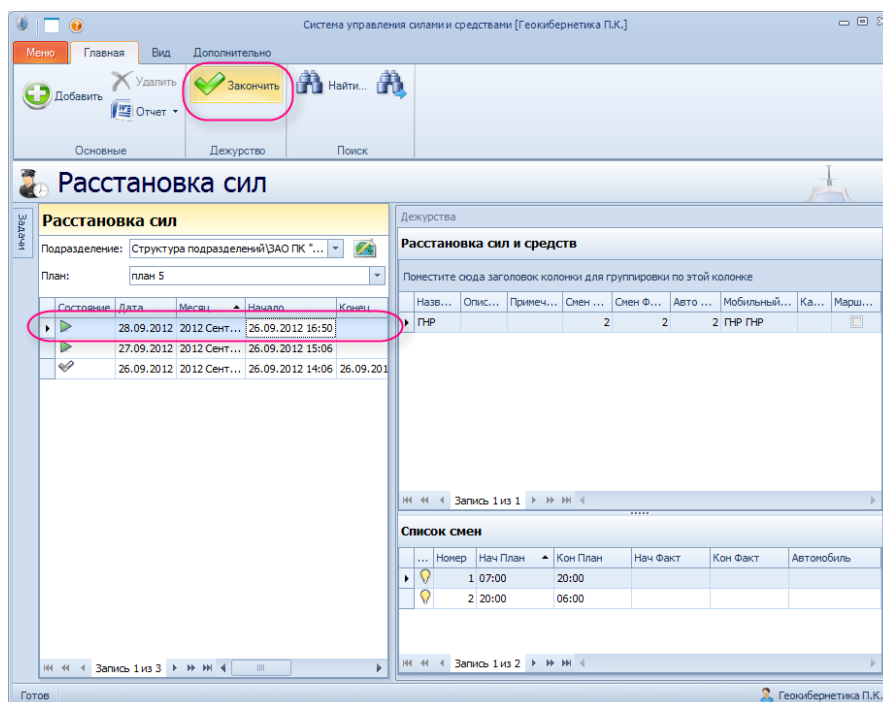 Система управления силами и средствами [Геокибернетика П.К.]
Меню Главная Вид Дополнительно
Добавить
Удалить
Отчет
Закончить
Найти...
Основные Дежурство Поиск
Расстановка сил
Задачи
Расстановка сил
Подразделение: Структура подразделений\ЗАО ПК "...
План: план 5
Состояние Дата Месяц Начало Конец
28.09.2012 2012 Сент... 26.09.2012 16:50
27.09.2012 2012 Сент... 26.09.2012 15:06
26.09.2012 2012 Сент... 26.09.2012 14:06 26.09.201
Запись 1 из 3
Дежурства
Расстановка сил и средств
Поместите сюда заголовок колонки для группировки по этой колонке
Назв... Опис... Примеч... Смен ... Смен Ф... Авто ... Мобильный... Ка... Марш...
ПНР 2 2 2 ПНР ПНР
Запись 1 из 1
Список смен
... Номер Нач План Кон План Нач Факт Кон Факт Автомобиль
1 07:00 20:00
2 20:00 06:00
Запись 1 из 2
Готов
Геокибернетика П.К.